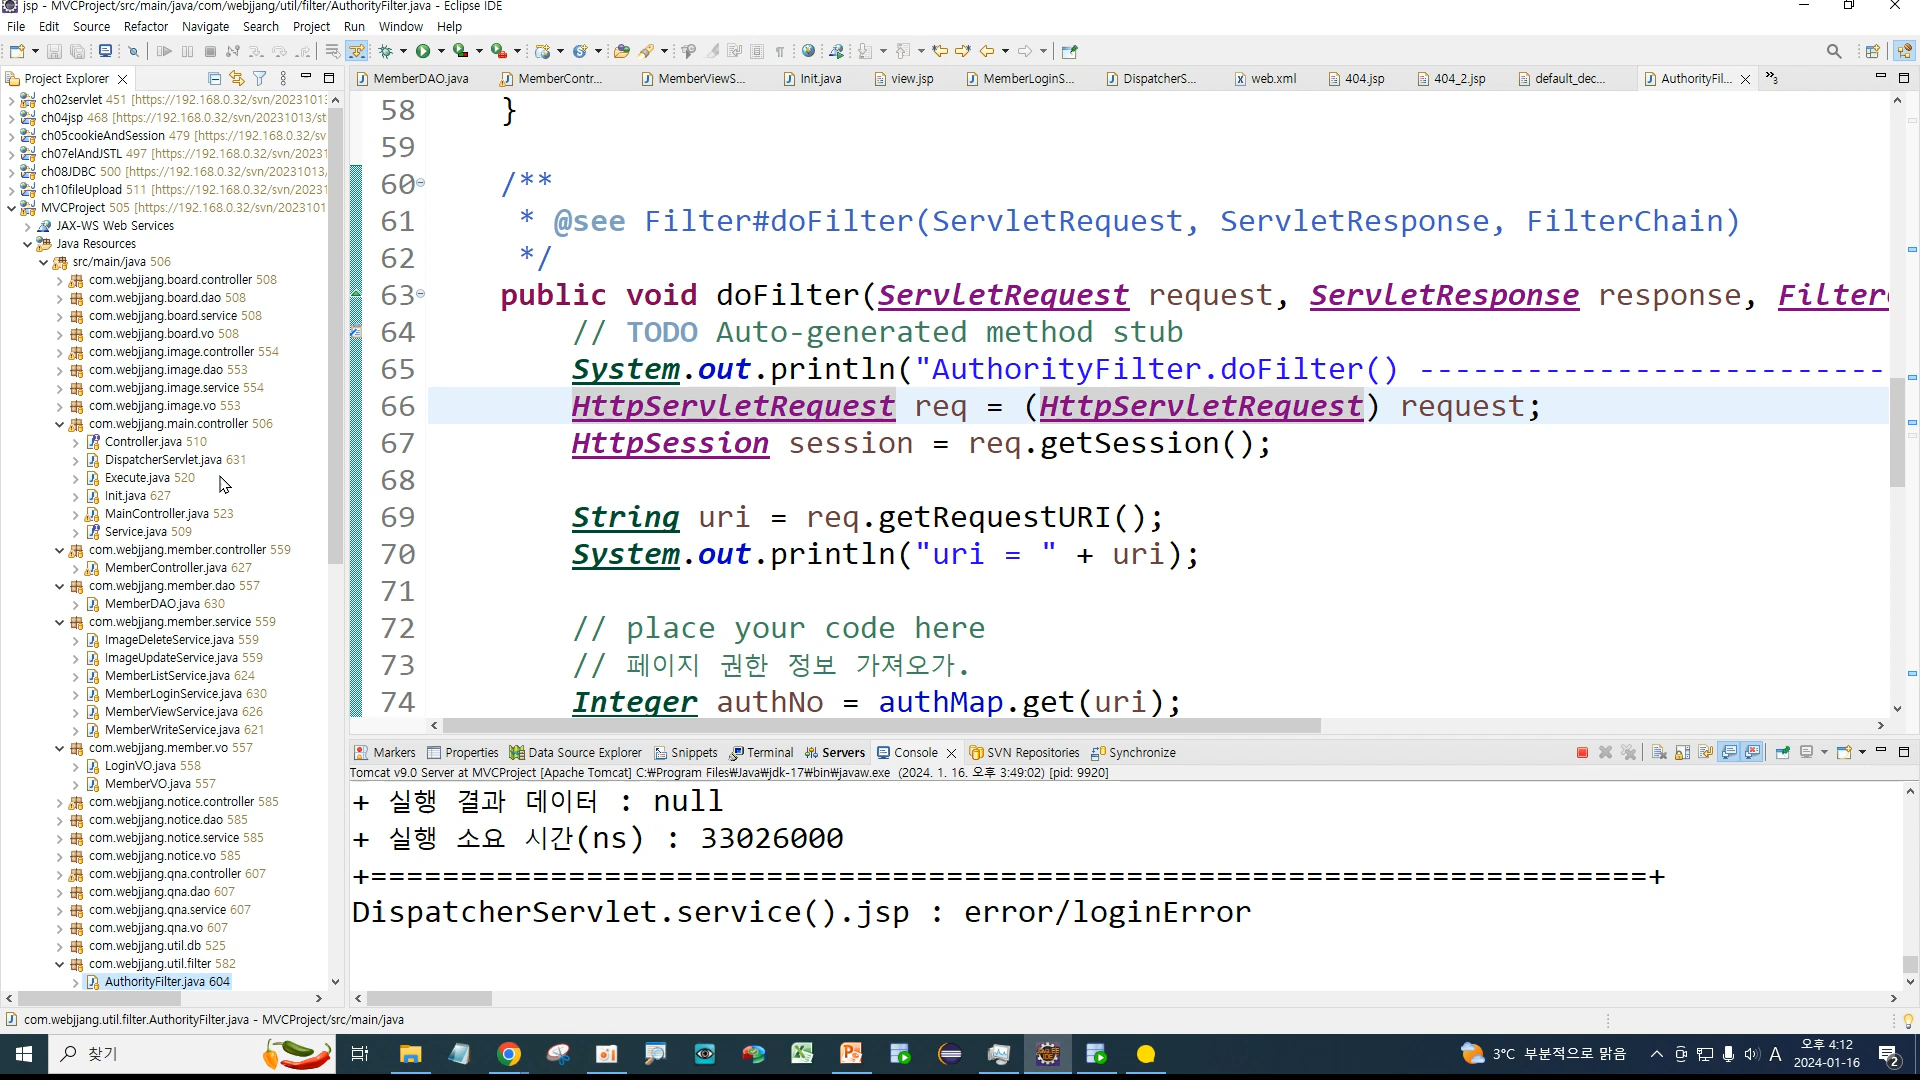 jsp - MVCProject/src/main/java/com/webjjang/util/filter/AuthorityFilter.java - Eclipse IDE
File Edit Source Refactor Navigate Search Project Run Window Help
Project Explorer
MemberDAO.java MemberContr... MemberViewS... Init.java view.jsp MemberLoginS... DispatcherS... web.xml 404.jsp 404_2.jsp default_dec... AuthorityFil... »3
ch02servlet 451 [https://192.168.0.32/svn/2023101
ch04jsp 468 [https://192.168.0.32/svn/20231013/st
ch05cookieAndSession 479 [https://192.168.0.32/sv
ch07elAndJSTL 497 [https://192.168.0.32/svn/20231
ch08JDBC 500 [https://192.168.0.32/svn/20231013,
ch10fileUpload 511 [https://192.168.0.32/svn/20231
MVCProject 505 [https://192.168.0.32/svn/202310
JAX-WS Web Services
Java Resources
src/main/java 506
com.webjjang.board.controller 508
com.webjjang.board.dao 508
com.webjjang.board.service 508
com.webjjang.board.vo 508
com.webjjang.image.controller 554
com.webjjang.image.dao 553
com.webjjang.image.service 554
com.webjjang.image.vo 553
com.webjjang.main.controller 506
Controller.java 510
DispatcherServlet.java 631
Execute.java 520
Init.java 627
MainController.java 523
Service.java 509
com.webjjang.member.controller 559
MemberController.java 627
com.webjjang.member.dao 557
MemberDAO.java 630
com.webjjang.member.service 559
ImageDeleteService.java 559
ImageUpdateService.java 559
MemberListService.java 624
MemberLoginService.java 630
MemberViewService.java 626
MemberWriteService.java 621
com.webjjang.member.vo 557
LoginVO.java 558
MemberVO.java 557
com.webjjang.notice.controller 585
com.webjjang.notice.dao 585
com.webjjang.notice.service 585
com.webjjang.notice.vo 585
com.webjjang.qna.controller 607
com.webjjang.qna.dao 607
com.webjjang.qna.service 607
com.webjjang.qna.vo 607
com.webjjang.util.db 525
com.webjjang.util.filter 582
AuthorityFilter.java 604
58 }
59
60 /**
61 * @see Filter#doFilter(ServletRequest, ServletResponse, FilterChain)
62 */
63 public void doFilter(ServletRequest request, ServletResponse response, Filter
64 // TODO Auto-generated method stub
65 System.out.println("AuthorityFilter.doFilter() --------------------------
66 HttpServletRequest req = (HttpServletRequest) request;
67 HttpSession session = req.getSession();
68
69 String uri = req.getRequestURI();
70 System.out.println("uri = " + uri);
71
72 // place your code here
73 // 페이지 권한 정보 가져오가.
74 Integer authNo = authMap.get(uri);
Markers Properties Data Source Explorer Snippets Terminal Servers Console SVN Repositories Synchronize
Tomcat v9.0 Server at MVCProject [Apache Tomcat] C:₩Program Files₩Java₩jdk-17₩bin₩javaw.exe (2024. 1. 16. 오후 3:49:02) [pid: 9920]
+ 실행 결과 데이터 : null
+ 실행 소요 시간(ns) : 33026000
+=======================================================================+
DispatcherServlet.service().jsp : error/loginError
com.webjjang.util.filter.AuthorityFilter.java - MVCProject/src/main/java
찾기
3°C 부분적으로 맑음
A
오후 4:12
2024-01-16
2